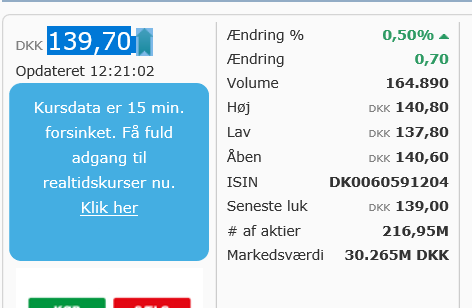 DKK 139,70
Opdateret 12:21:02
Kursdata er 15 min.
forsinket. Få fuld
adgang til
realtidskurser nu.
Klik her
Ændring % 0,50%
Ændring 0,70
Volume 164.890
Høj DKK 140,80
Lav DKK 137,80
Åben DKK 140,60
ISIN DK0060591204
Seneste luk DKK 139,00
# af aktier 216,95M
Markedsværdi 30.265M DKK